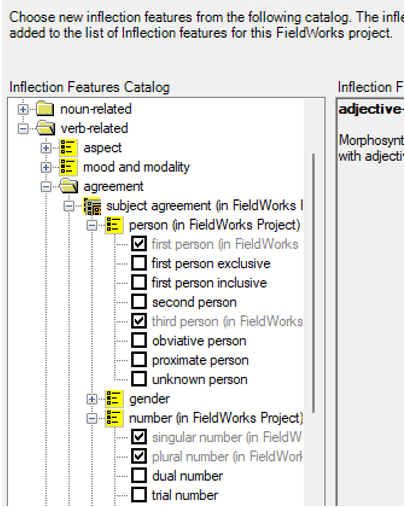 Choose new inflection features from the following catalog. The infle
added to the list of Inflection features for this FieldWorks project.
Inflection Features Catalog
Inflection F
noun-related
verb-related
aspect
mood and modality
agreement
subject agreement (in FieldWorks
person (in FieldWorks Project)
first person (in FieldWorks
first person exclusive
first person inclusive
second person
third person (in FieldWorks
obviative person
proximate person
unknown person
gender
number (in FieldWorks Project)
singular number (in FieldW
plural number (in FieldWor
dual number
trial number
adjective-
Morphosynt
with adjecti